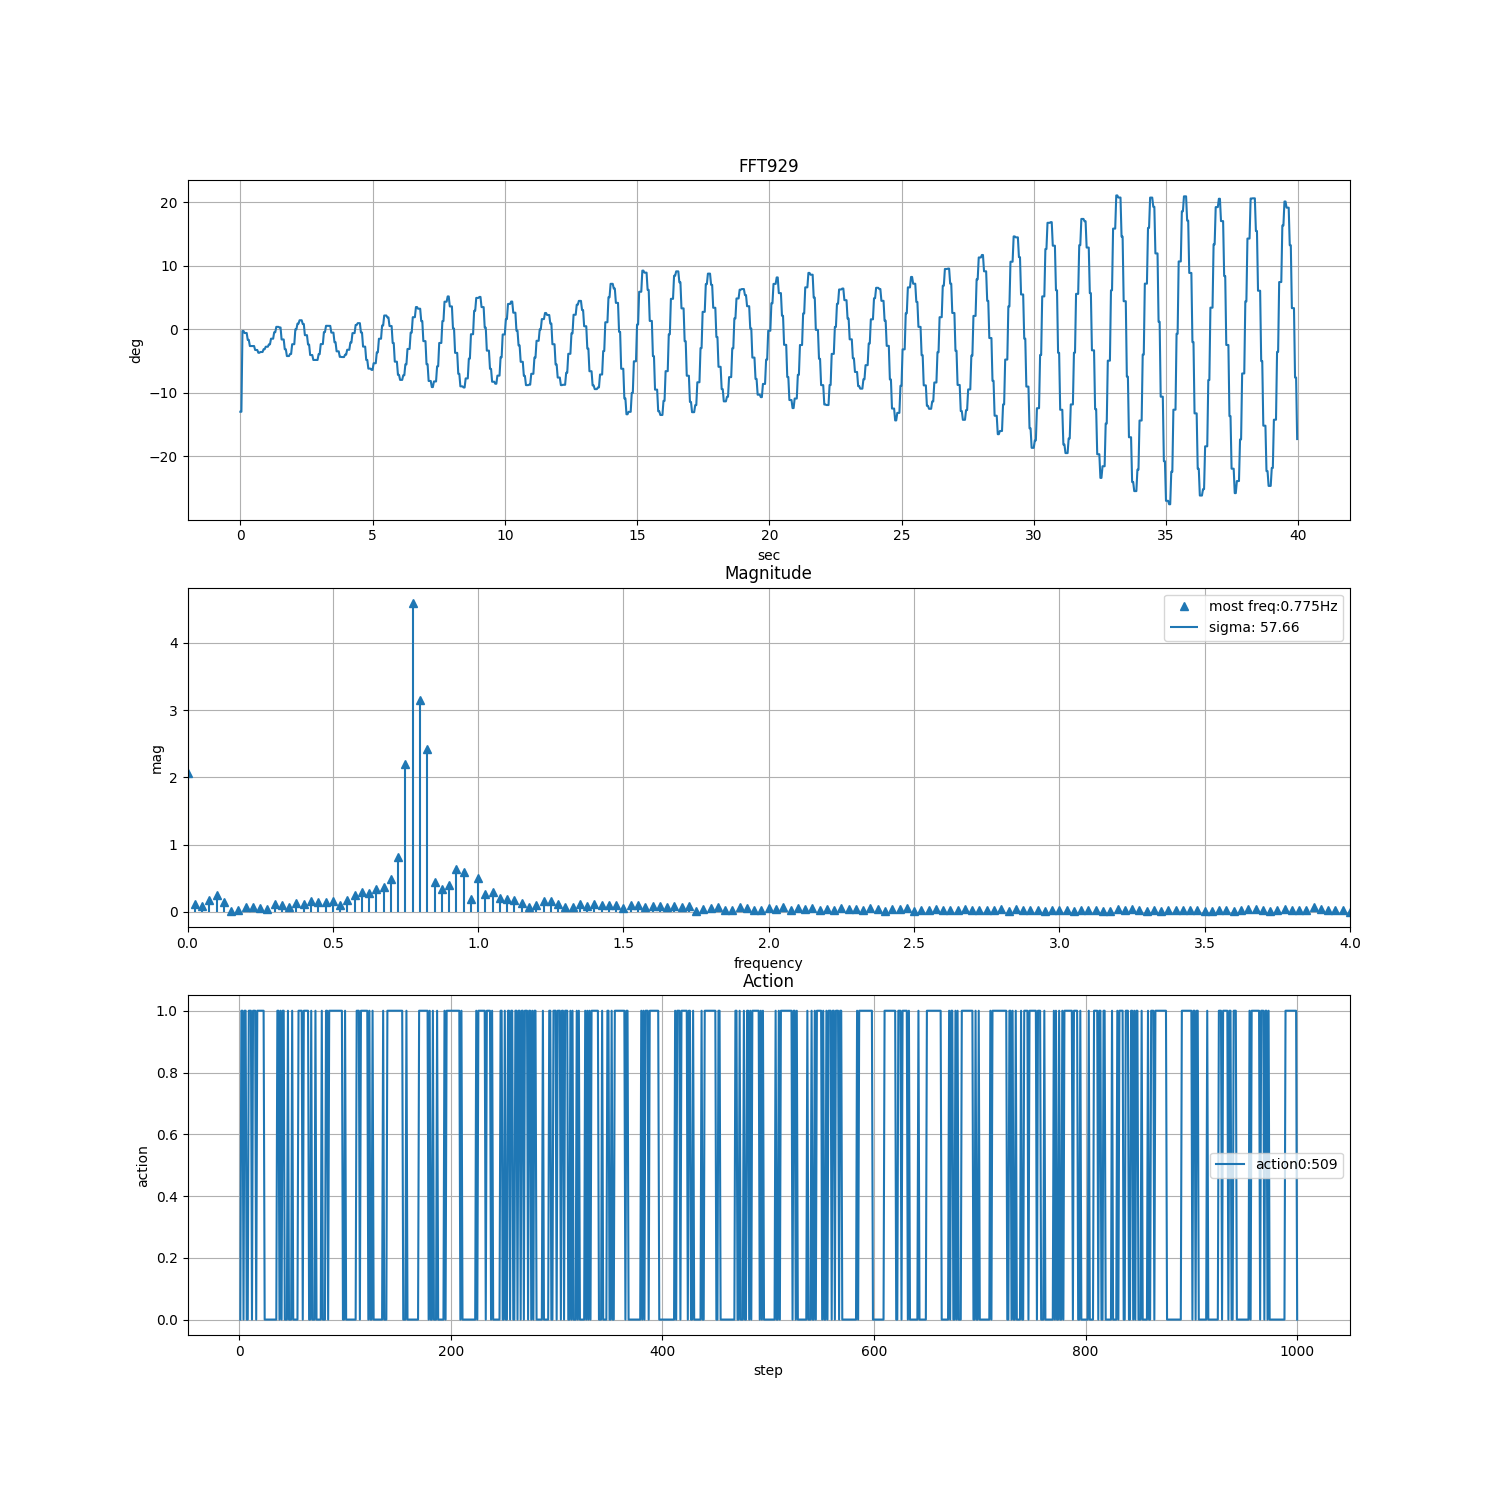 FFT929
20
10
0
−10
−20
deg
0 5 10 15 20 25 30 35 40
sec
Magnitude
most freq:0.775Hz
sigma: 57.66
4
3
2
1
0
mag
0.0 0.5 1.0 1.5 2.0 2.5 3.0 3.5 4.0
frequency
Action
1.0
0.8
0.6
0.4
0.2
0.0
action
action0:509
0 200 400 600 800 1000
step